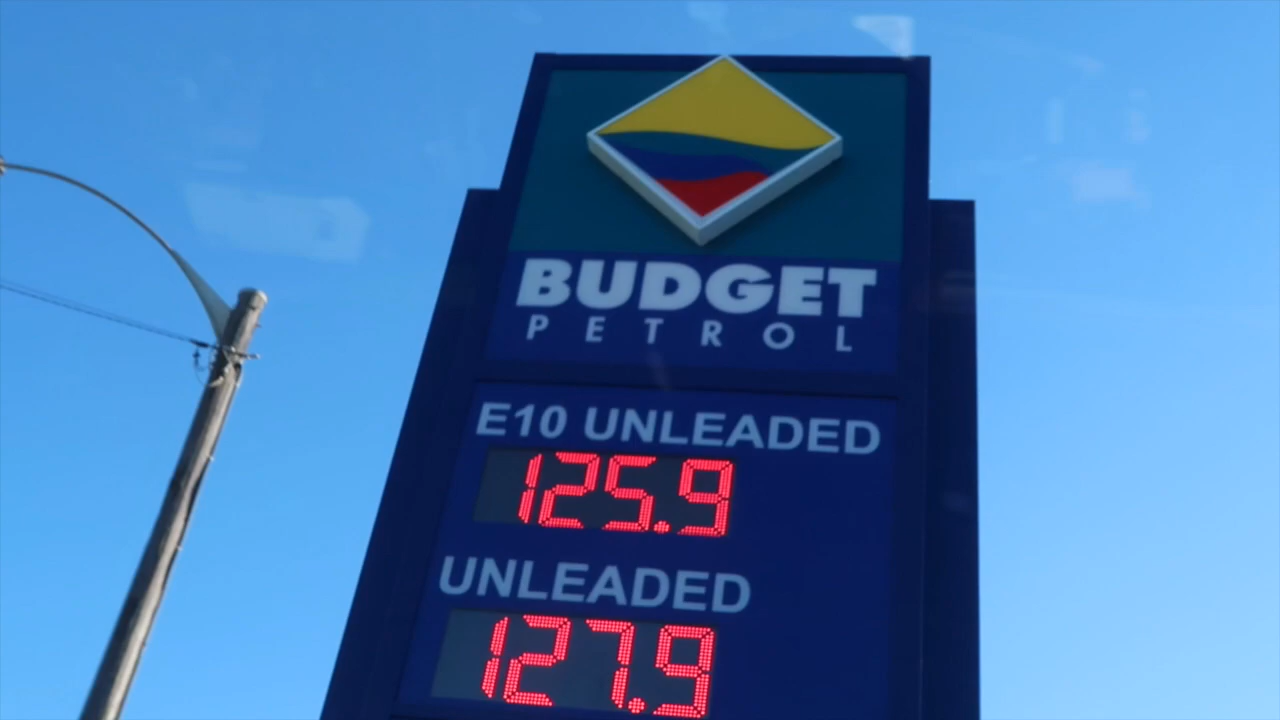 BUDGET
PETROL
E10 UNLEADED
125.9
UNLEADED
127.9